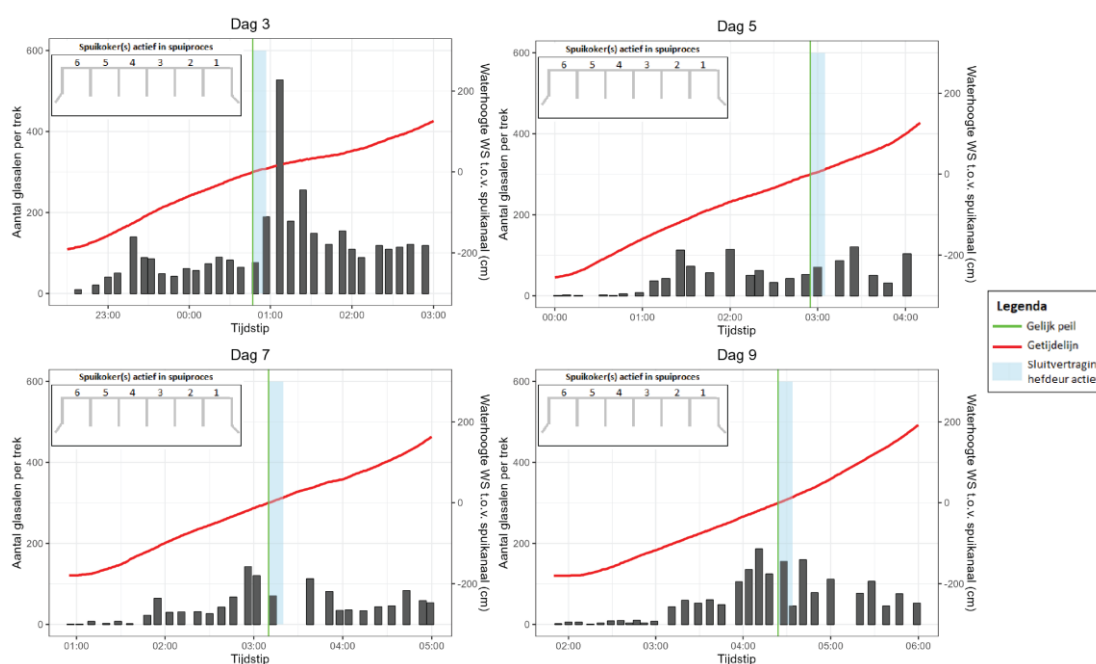 Dag 3
Spuikoker(s) actief in spuiproces
6 5 4 3 2 1
Aantal glasalen per trek
600
400
200
0
Waterhoogte WS t.o.v. spuikanaal (cm)
200
0
-200
23:00 00:00 01:00 02:00 03:00
Tijdstip
Dag 5
Spuikoker(s) actief in spuiproces
6 5 4 3 2 1
Aantal glasalen per trek
600
400
200
0
Waterhoogte WS t.o.v. spuikanaal (cm)
200
0
-200
00:00 01:00 02:00 03:00 04:00
Tijdstip
Legenda
Gelijk peil
Getijdelijn
Sluitvertragin
hefdeur actie
Dag 7
Spuikoker(s) actief in spuiproces
6 5 4 3 2 1
Aantal glasalen per trek
600
400
200
0
Waterhoogte WS t.o.v. spuikanaal (cm)
200
0
-200
01:00 02:00 03:00 04:00 05:00
Tijdstip
Dag 9
Spuikoker(s) actief in spuiproces
6 5 4 3 2 1
Aantal glasalen per trek
600
400
200
0
Waterhoogte WS t.o.v. spuikanaal (cm)
200
0
-200
02:00 03:00 04:00 05:00 06:00
Tijdstip